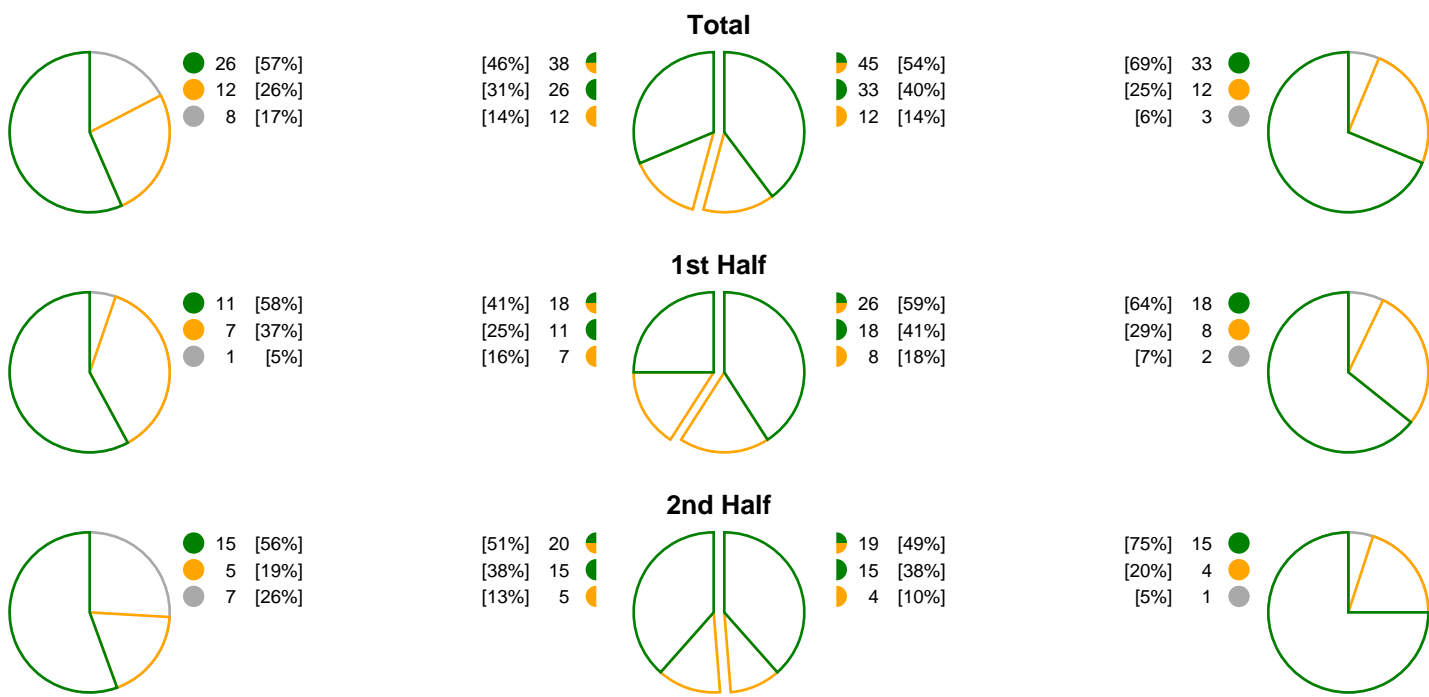 Total
26 [57%] [46%] 38 45 [54%] [69%] 33
12 [26%] [31%] 26 33 [40%] [25%] 12
8 [17%] [14%] 12 12 [14%] [6%] 3
1st Half
11 [58%] [41%] 18 26 [59%] [64%] 18
7 [37%] [25%] 11 18 [41%] [29%] 8
1 [5%] [16%] 7 8 [18%] [7%] 2
2nd Half
15 [56%] [51%] 20 19 [49%] [75%] 15
5 [19%] [38%] 15 15 [38%] [20%] 4
7 [26%] [13%] 5 4 [10%] [5%] 1